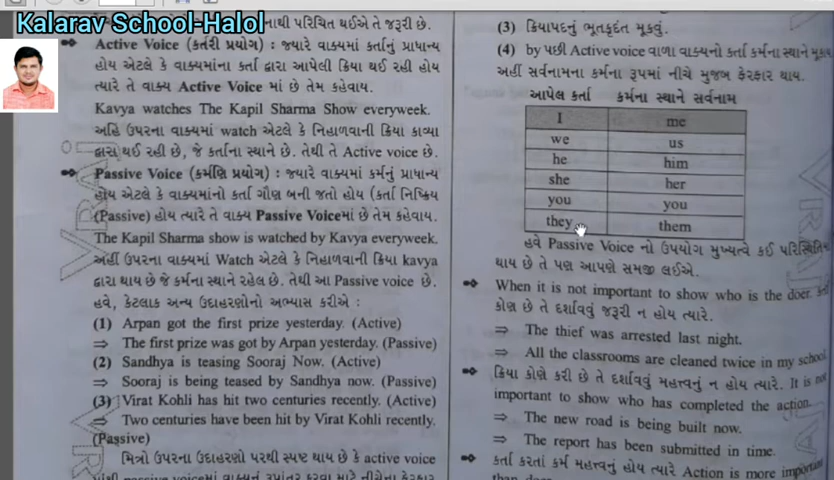 Kalarav School-Halol
નાથી પરિચિત થઈએ તે જરૂરી છે.
Active Voice (કર્તરી પ્રયોગ) : જ્યારે વાક્યમાં કર્તાનું પ્રાધાન્ય
હોય એટલે કે વાક્યમાંના કર્તા દ્વારા આપેલી ક્રિયા થઈ રહી હોય
ત્યારે તે વાક્ય Active Voice માં છે તેમ કહેવાય.
Kavya watches The Kapil Sharma Show everyweek.
અહિ ઉપરના વાક્યમાં watch એટલે કે નિહાળવાની ક્રિયા કાવ્યા
દ્વારા થઈ રહી છે, જે કર્તાના સ્થાને છે. તેથી તે Active voice છે.
Passive Voice (કર્મણિ પ્રયોગ) : જ્યારે વાક્યમાં કર્મનું પ્રાધાન્ય
હોય એટલે કે વાક્યમાંનો કર્તા ગૌણ બની જતો હોય (કર્તા નિષ્ક્રિય
(Passive) હોય ત્યારે તે વાક્ય Passive Voiceમાં છે તેમ કહેવાય.
The Kapil Sharma show is watched by Kavya everyweek.
અહીં ઉપરના વાક્યમાં Watch એટલે કે નિહાળવાની ક્રિયા kavya
દ્વારા થાય છે જે કર્મના સ્થાને રહેલ છે. તેથી આ Passive voice છે.
હવે, કેટલાક અન્ય ઉદાહરણોનો અભ્યાસ કરીએ :
(1) Arpan got the first prize yesterday. (Active)
⇒ The first prize was got by Arpan yesterday. (Passive)
(2) Sandhya is teasing Sooraj Now. (Active)
⇒ Sooraj is being teased by Sandhya now. (Passive)
(3) Virat Kohli has hit two centuries recently. (Active)
⇒ Two centuries have been hit by Virat Kohli recently.
(Passive)
મિત્રો ઉપરના ઉદાહરણો પરથી સ્પષ્ટ થાય છે કે active voice
passive voiceમાં વાક્યનું રૂપાંતર કરવા માટે નીચેના ફેરફાર
(3) ક્રિયાપદનું ભૂતકૃદંત મૂકવું.
(4) by પછી Active voice વાળા વાક્યનો કર્તા કર્મના સ્થાને મૂકવ
અહીં સર્વનામના કર્મના રૂપમાં નીચે મુજબ ફેરફાર થાય.
આપેલ કર્તા કર્મના સ્થાને સર્વનામ
I me
we us
he him
she her
you you
they them
હવે Passive Voice નો ઉપયોગ મુખ્યત્વે કઈ પરિસ્થિતિ
થાય છે તે પણ આપણે સમજી લઈએ.
When it is not important to show who is the doer.
કોણ છે તે દર્શાવવું જરૂરી ન હોય ત્યારે.
⇒ The thief was arrested last night.
⇒ All the classrooms are cleaned twice in my school
ક્રિયા કોણે કરી છે તે દર્શાવવું મહત્ત્વનું ન હોય ત્યારે. It is not
important to show who has completed the action.
⇒ The new road is being built now.
⇒ The report has been submitted in time.
કર્તા કરતાં કર્મ મહત્ત્વનું હોય ત્યારે Action is more important
than doer